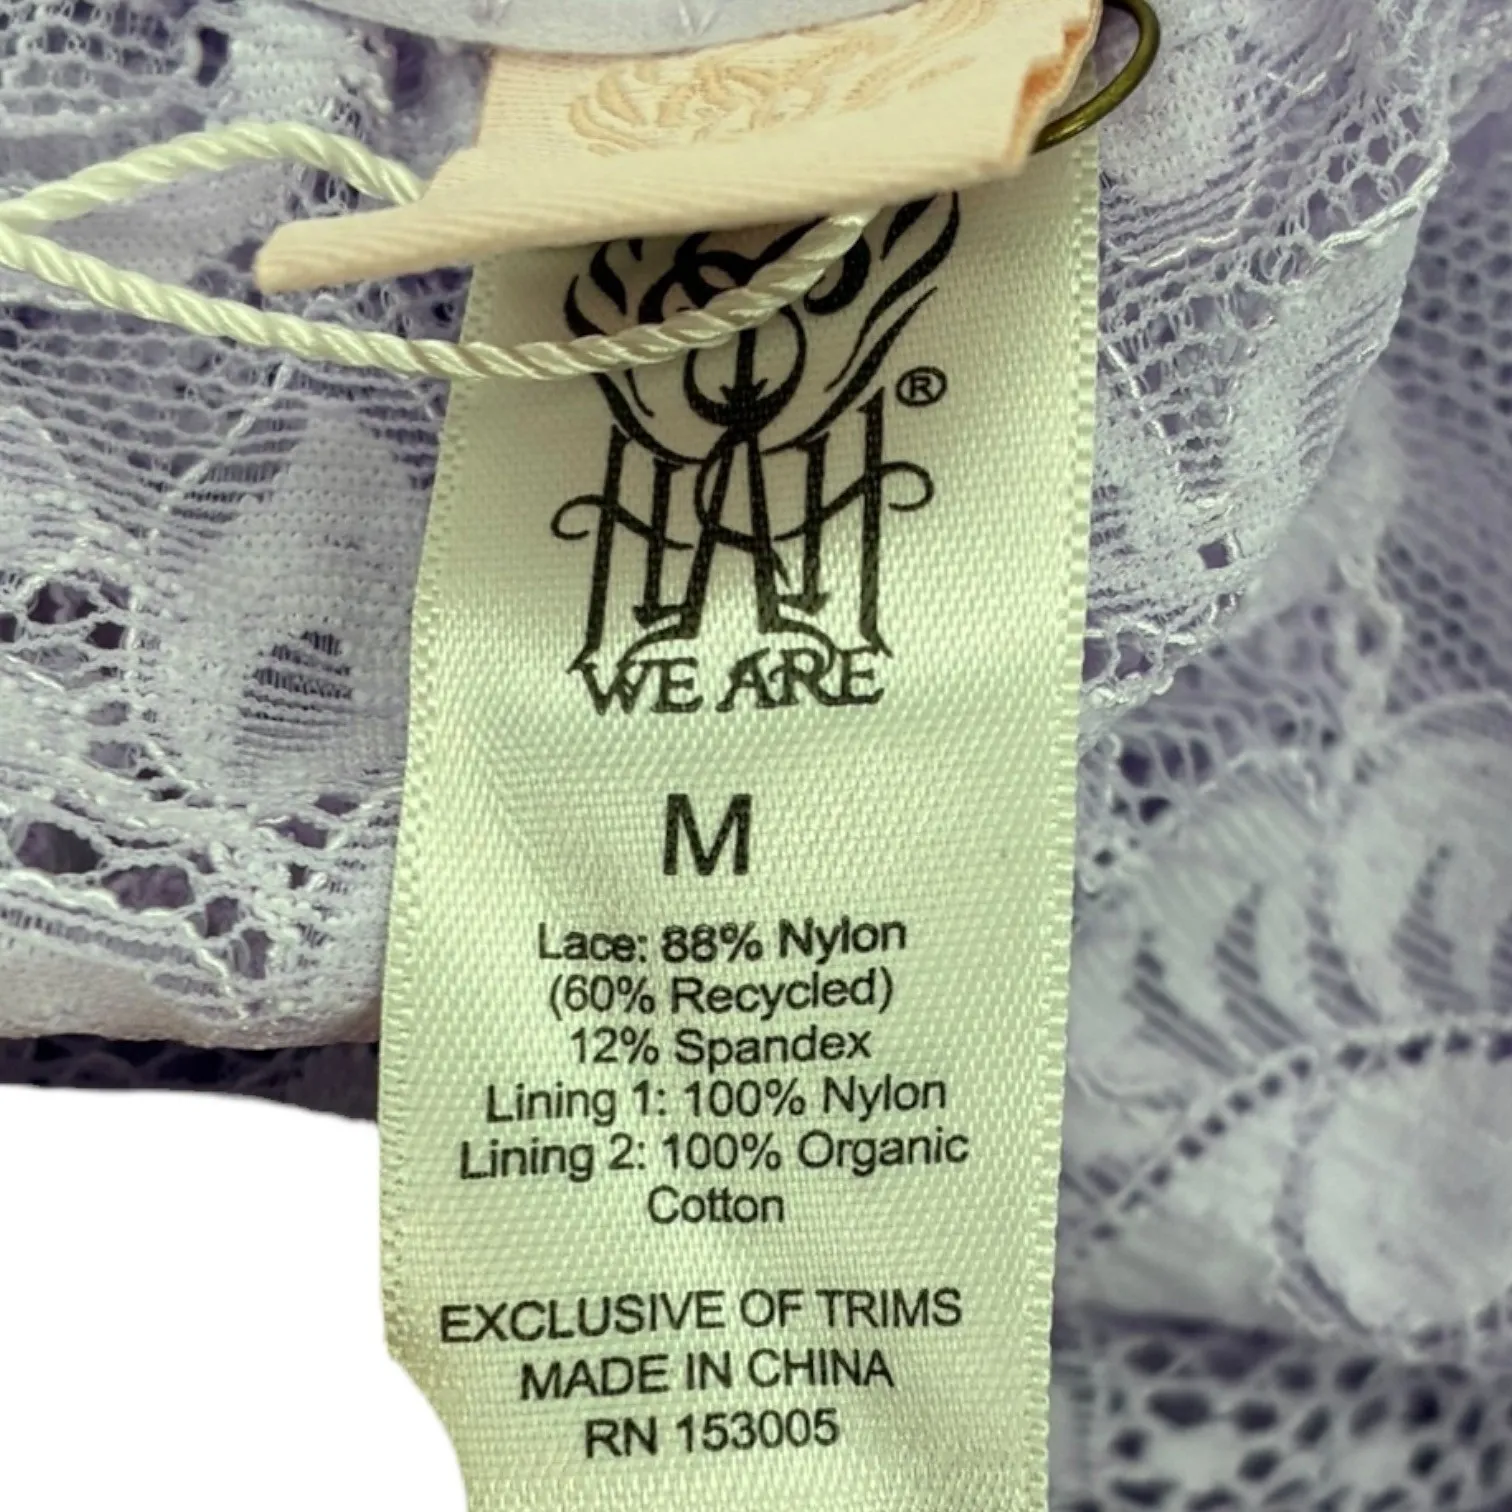 ®
HAH
WE ARE
M
Lace: 88% Nylon
(60% Recycled)
12% Spandex
Lining 1: 100% Nylon
Lining 2: 100% Organic
Cotton
EXCLUSIVE OF TRIMS
MADE IN CHINA
RN 153005